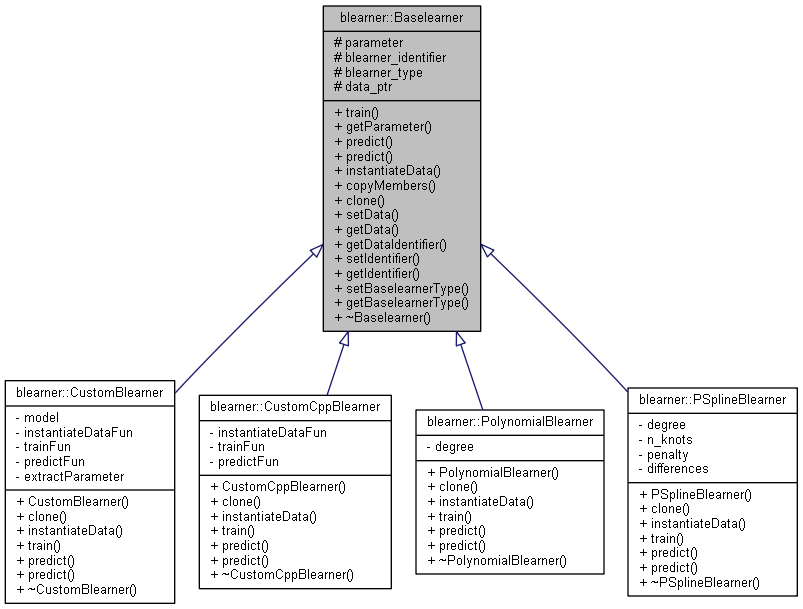 blearner::Baselearner
# parameter
# blearner_identifier
# blearner_type
# data_ptr
+ train()
+ getParameter()
+ predict()
+ predict()
+ instantiateData()
+ copyMembers()
+ clone()
+ setData()
+ getData()
+ getDataIdentifier()
+ setIdentifier()
+ getIdentifier()
+ setBaselearnerType()
+ getBaselearnerType()
+ ~Baselearner()
blearner::CustomBlearner
- model
- instantiateDataFun
- trainFun
- predictFun
- extractParameter
+ CustomBlearner()
+ clone()
+ instantiateData()
+ train()
+ predict()
+ predict()
+ ~CustomBlearner()
blearner::CustomCppBlearner
- instantiateDataFun
- trainFun
- predictFun
+ CustomCppBlearner()
+ clone()
+ instantiateData()
+ train()
+ predict()
+ predict()
+ ~CustomCppBlearner()
blearner::PolynomialBlearner
- degree
+ PolynomialBlearner()
+ clone()
+ instantiateData()
+ train()
+ predict()
+ predict()
+ ~PolynomialBlearner()
blearner::PSplineBlearner
- degree
- n_knots
- penalty
- differences
+ PSplineBlearner()
+ clone()
+ instantiateData()
+ train()
+ predict()
+ predict()
+ ~PSplineBlearner()